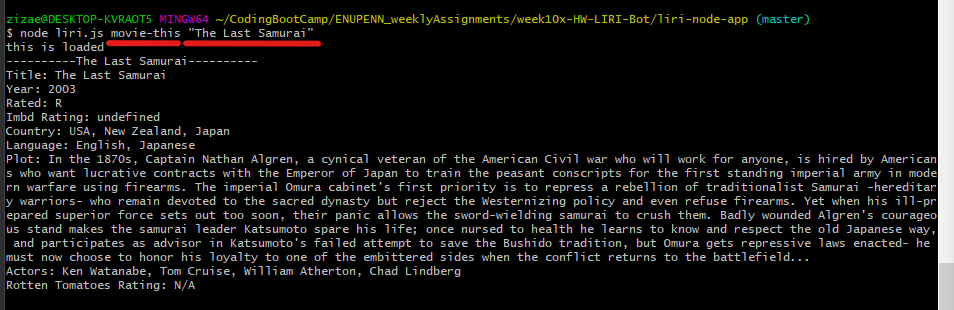 zizae@DESKTOP-KVRAQT5 MINGW64 ~/CodingBootCamp/ENUPENN_weeklyAssignments/week10x-HW-LIRI-Bot/liri-node-app (master)
$ node liri.js movie-this "The Last Samurai"
this is loaded
----------The Last Samurai----------
Title: The Last Samurai
Year: 2003
Rated: R
Imbd Rating: undefined
Country: USA, New Zealand, Japan
Language: English, Japanese
Plot: In the 1870s, Captain Nathan Algren, a cynical veteran of the American Civil war who will work for anyone, is hired by American
s who want lucrative contracts with the Emperor of Japan to train the peasant conscripts for the first standing imperial army in mode
rn warfare using firearms. The imperial Omura cabinet's first priority is to repress a rebellion of traditionalist Samurai -hereditar
y warriors- who remain devoted to the sacred dynasty but reject the Westernizing policy and even refuse firearms. Yet when his ill-pr
epared superior force sets out too soon, their panic allows the sword-wielding samurai to crush them. Badly wounded Algren's courageo
us stand makes the samurai leader Katsumoto spare his life; once nursed to health he learns to know and respect the old Japanese way,
 and participates as advisor in Katsumoto's failed attempt to save the Bushido tradition, but Omura gets repressive laws enacted- he
must now choose to honor his loyalty to one of the embittered sides when the conflict returns to the battlefield...
Actors: Ken Watanabe, Tom Cruise, William Atherton, Chad Lindberg
Rotten Tomatoes Rating: N/A